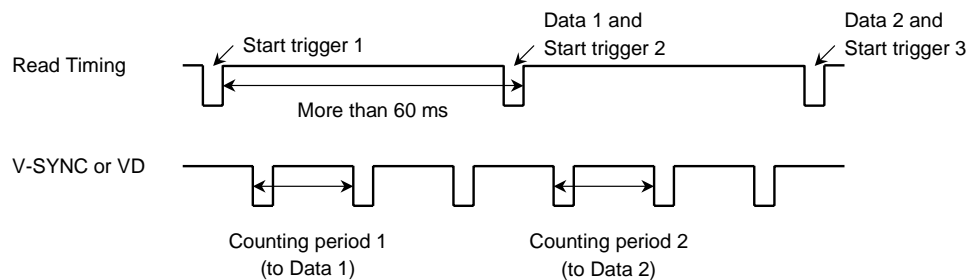 Start trigger 1
Data 1 and
Start trigger 2
Data 2 and
Start trigger 3
Read Timing
More than 60 ms
V-SYNC or VD
Counting period 1
(to Data 1)
Counting period 2
(to Data 2)